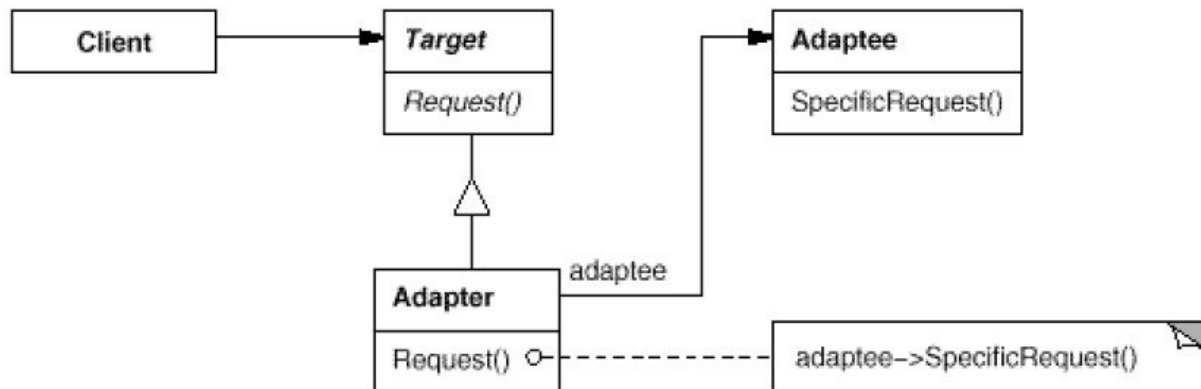 Client
Target
Request()
Adaptee
SpecificRequest()
adaptee
Adapter
Request()
adaptee->SpecificRequest()